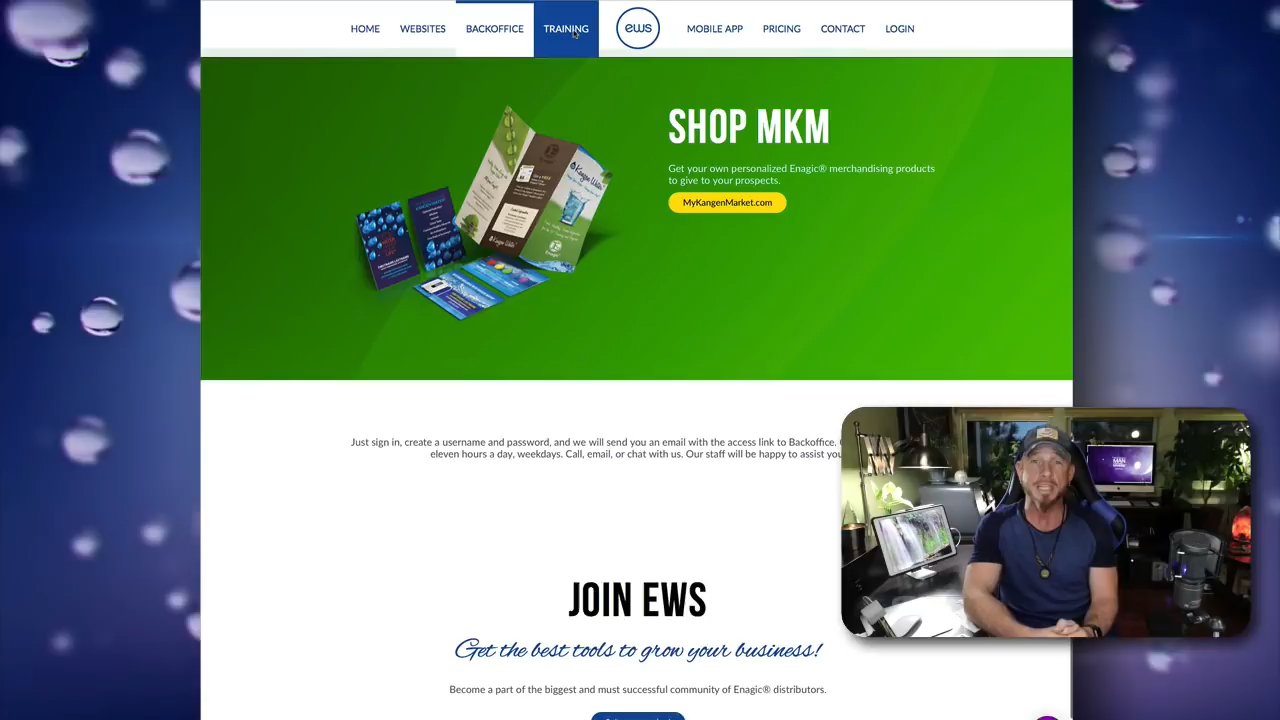 HOME WEBSITES BACKOFFICE TRAINING ews MOBILE APP PRICING CONTACT LOGIN
SHOP MKM
Get your own personalized Enagic® merchandising products
to give to your prospects.
MyKangenMarket.com
Kangen Water
Just sign in, create a username and password, and we will send you an email with the access link to Backoffice.
eleven hours a day, weekdays. Call, email, or chat with us. Our staff will be happy to assist you
JOIN EWS
Get the best tools to grow your business!
Become a part of the biggest and must successful community of Enagic® distributors.